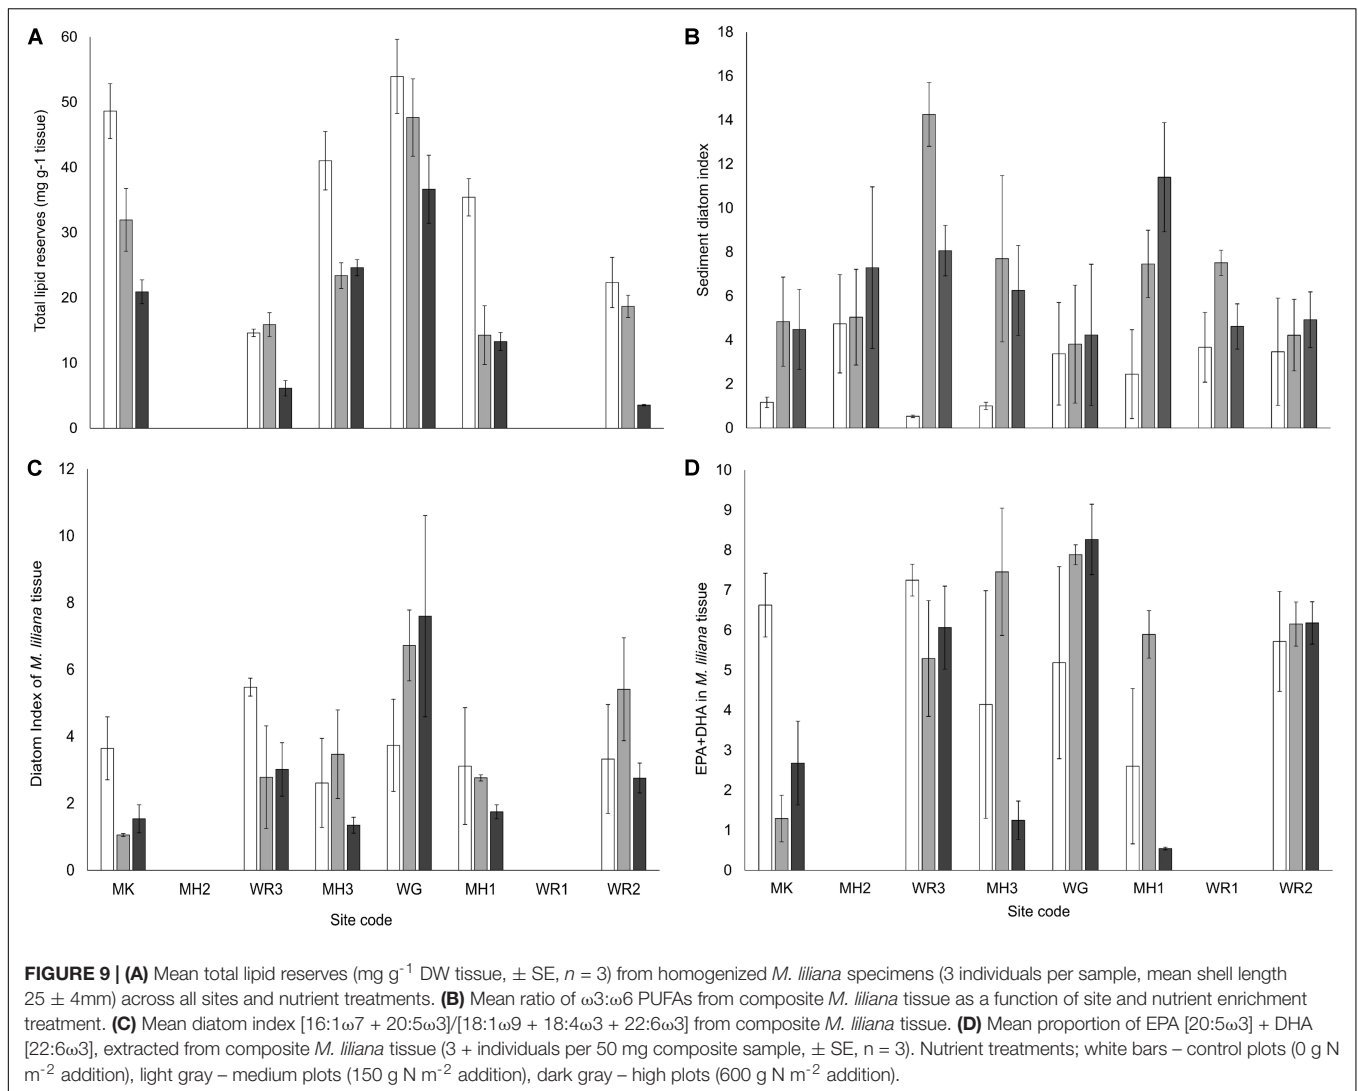 A
60
50
40
30
20
10
0
Total lipid reserves (mg g-1 tissue)
B
18
16
14
12
10
8
6
4
2
0
Sediment diatom index
C
12
10
8
6
4
2
0
Diatom Index of M. liliana tissue
MK MH2 WR3 MH3 WG MH1 WR1 WR2
Site code
D
10
9
8
7
6
5
4
3
2
1
0
EPA+DHA in M. liliana tissue
MK MH2 WR3 MH3 WG MH1 WR1 WR2
Site code
FIGURE 9 | (A) Mean total lipid reserves (mg g-1 DW tissue, ± SE, n = 3) from homogenized M. liliana specimens (3 individuals per sample, mean shell length
25 ± 4mm) across all sites and nutrient treatments. (B) Mean ratio of ω3:ω6 PUFAs from composite M. liliana tissue as a function of site and nutrient enrichment
treatment. (C) Mean diatom index [16:1ω7 + 20:5ω3]/[18:1ω9 + 18:4ω3 + 22:6ω3] from composite M. liliana tissue. (D) Mean proportion of EPA [20:5ω3] + DHA
[22:6ω3], extracted from composite M. liliana tissue (3 + individuals per 50 mg composite sample, ± SE, n = 3). Nutrient treatments; white bars – control plots (0 g N
m-2 addition), light gray – medium plots (150 g N m-2 addition), dark gray – high plots (600 g N m-2 addition).